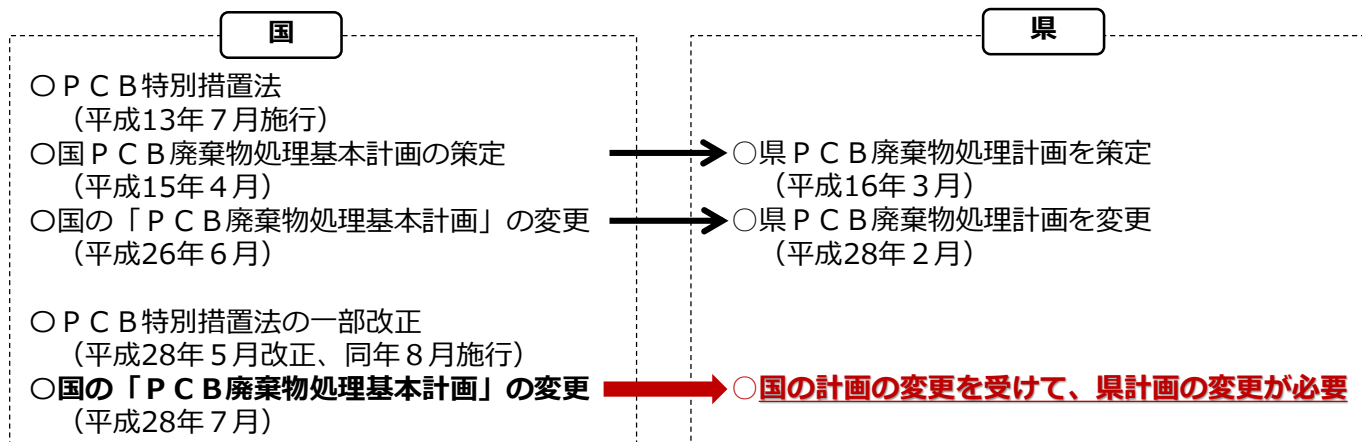 国
〇ＰＣＢ特別措置法
（平成13年７月施行）
〇国ＰＣＢ廃棄物処理基本計画の策定
（平成15年４月）
〇国の「ＰＣＢ廃棄物処理基本計画」の変更
（平成26年６月）
〇ＰＣＢ特別措置法の一部改正
（平成28年５月改正、同年８月施行）
〇国の「ＰＣＢ廃棄物処理基本計画」の変更
（平成28年７月）
県
○県ＰＣＢ廃棄物処理計画を策定
（平成16年３月）
○県ＰＣＢ廃棄物処理計画を変更
（平成28年２月）
○国の計画の変更を受けて、県計画の変更が必要